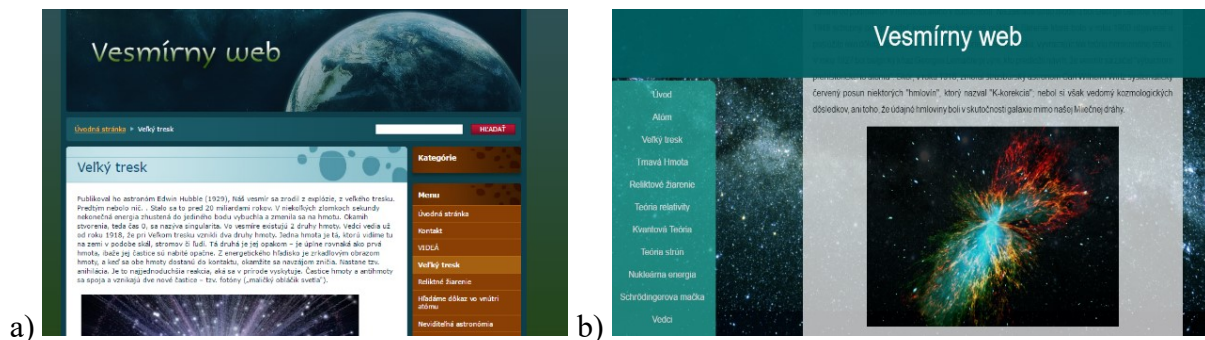 Vesmírny web
Úvodná stránka ▸ Veľký tresk
HĽADAŤ
Veľký tresk
Publikoval ho astronóm Edwin Hubble (1929), Náš vesmír sa zrodil z explózie, z veľkého tresku.
Predtým nebolo nič. . Stalo sa to pred 20 miliardami rokov. V niekoľkých zlomkoch sekundy
nekonečná energia zhustená do jediného bodu vybuchla a zmenila sa na hmotu. Okamih
stvorenia, teda čas 0, sa nazýva singularita. Vo vesmíre existujú 2 druhy hmoty. Vedci vedia už
od roku 1918, že pri Veľkom tresku vznikli dva druhy hmoty. Jedna hmota je tá, ktorú vidíme tu
na zemi v podobe skál, stromov či ľudí. Tá druhá je jej opakom – je úplne rovnaká ako prvá
hmota, ibaže jej častice sú nabité opačne. Z energetického hľadiska je zrkadlovým obrazom
hmoty, a keď sa obe hmoty dostanú do kontaktu, okamžite sa navzájom zničia. Nastane tzv.
anihilácia. Je to najjednoduchšia reakcia, aká sa v prírode vyskytuje. Častice hmoty a antihmoty
sa spoja a vznikajú dve nové častice – tzv. fotóny („maličký obláčik svetla").
Kategórie
Menu
Úvodná stránka
Kontakt
VIDEÁ
Veľký tresk
Reliktné žiarenie
Hľadáme dôkaz vo vnútri
atómu
Neviditeľná astronómia
a)
Vesmírny web
Úvod
Atóm
Veľký tresk
Tmavá Hmota
Reliktové žiarenie
Teória relativity
Kvantová Teória
Teória strún
Nukleárna energia
Schrödingorova mačka
Vedci
červený posun niektorých "hmlovín", ktorý nazval "K-korekcia"; nebol si však vedomý kozmologických
dôsledkov, ani toho, že údajné hmloviny boli v skutočnosti galaxie mimo našej Mliečnej dráhy.
b)